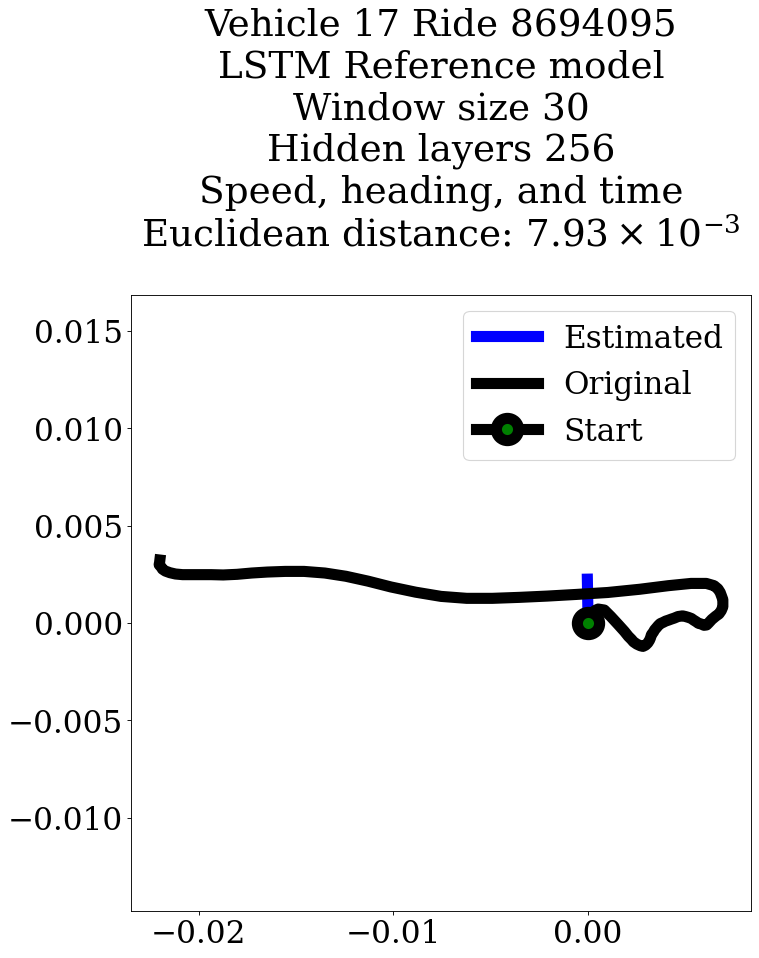 Vehicle 17 Ride 8694095
LSTM Reference model
Window size 30
Hidden layers 256
Speed, heading, and time
Euclidean distance: 7.93 × 10⁻³
Estimated
Original
Start
0.015
0.010
0.005
0.000
−0.005
−0.010
−0.02
−0.01
0.00